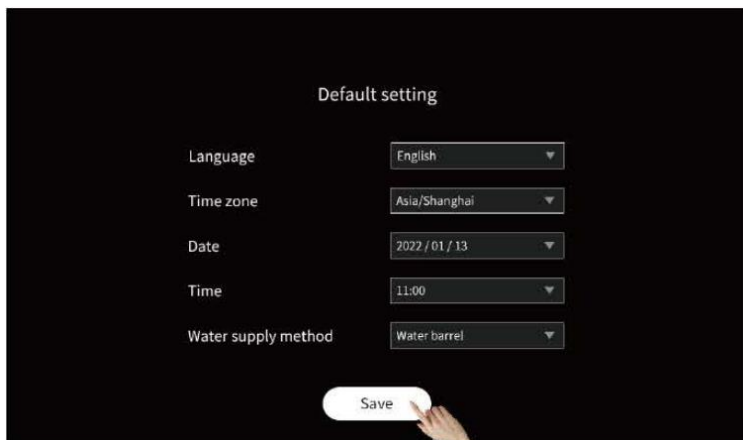 Default setting
Language English
Time zone Asia/Shanghai
Date 2022 / 01 / 13
Time 11:00
Water supply method Water barrel
Save